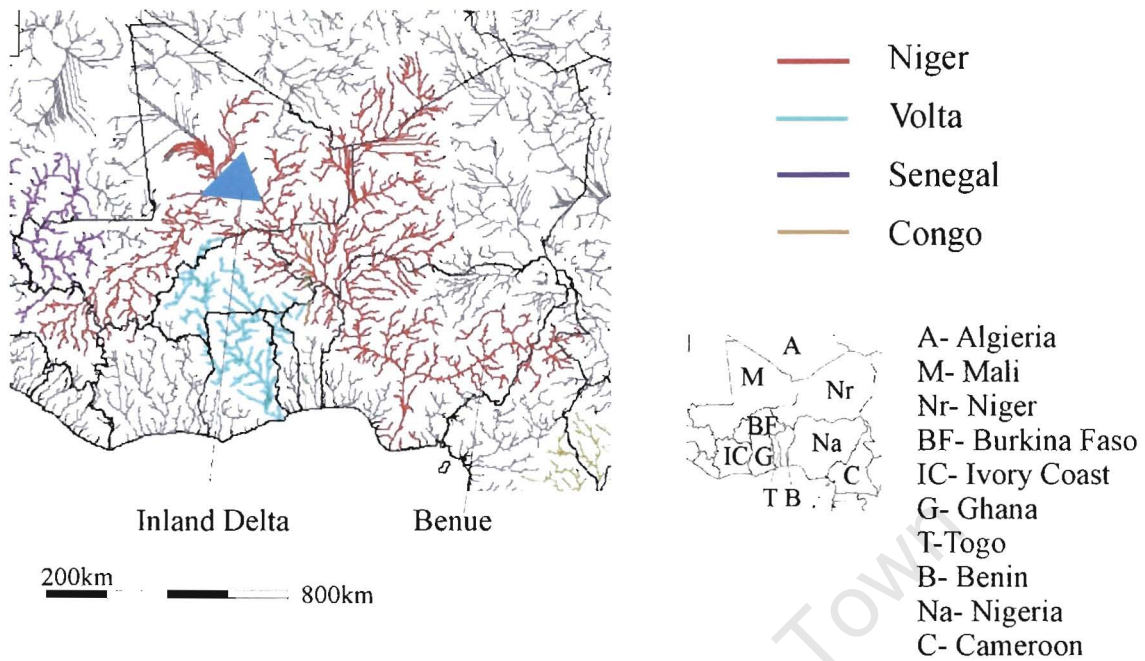 Niger
Volta
Senegal
Congo
Inland Delta
Benue
200km
800km
A
M
Nr
BF
IC
G
Na
C
T B
A- Algieria
M- Mali
Nr- Niger
BF- Burkina Faso
IC- Ivory Coast
G- Ghana
T-Togo
B- Benin
Na- Nigeria
C- Cameroon
Town